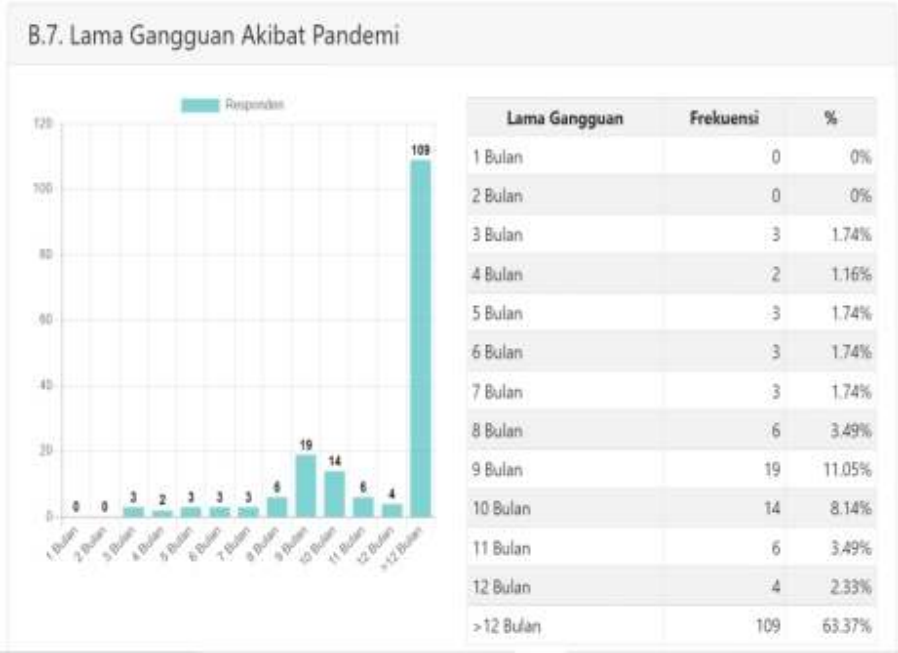 B.7. Lama Gangguan Akibat Pandemi
Responden
120
100
80
60
40
20
0
0
0
3
2
3
3
3
6
19
14
6
4
109
1 Bulan
2 Bulan
3 Bulan
4 Bulan
5 Bulan
6 Bulan
7 Bulan
8 Bulan
9 Bulan
10 Bulan
11 Bulan
12 Bulan
>12 Bulan
Lama Gangguan Frekuensi %
1 Bulan 0 0%
2 Bulan 0 0%
3 Bulan 3 1.74%
4 Bulan 2 1.16%
5 Bulan 3 1.74%
6 Bulan 3 1.74%
7 Bulan 3 1.74%
8 Bulan 6 3.49%
9 Bulan 19 11.05%
10 Bulan 14 8.14%
11 Bulan 6 3.49%
12 Bulan 4 2.33%
>12 Bulan 109 63.37%